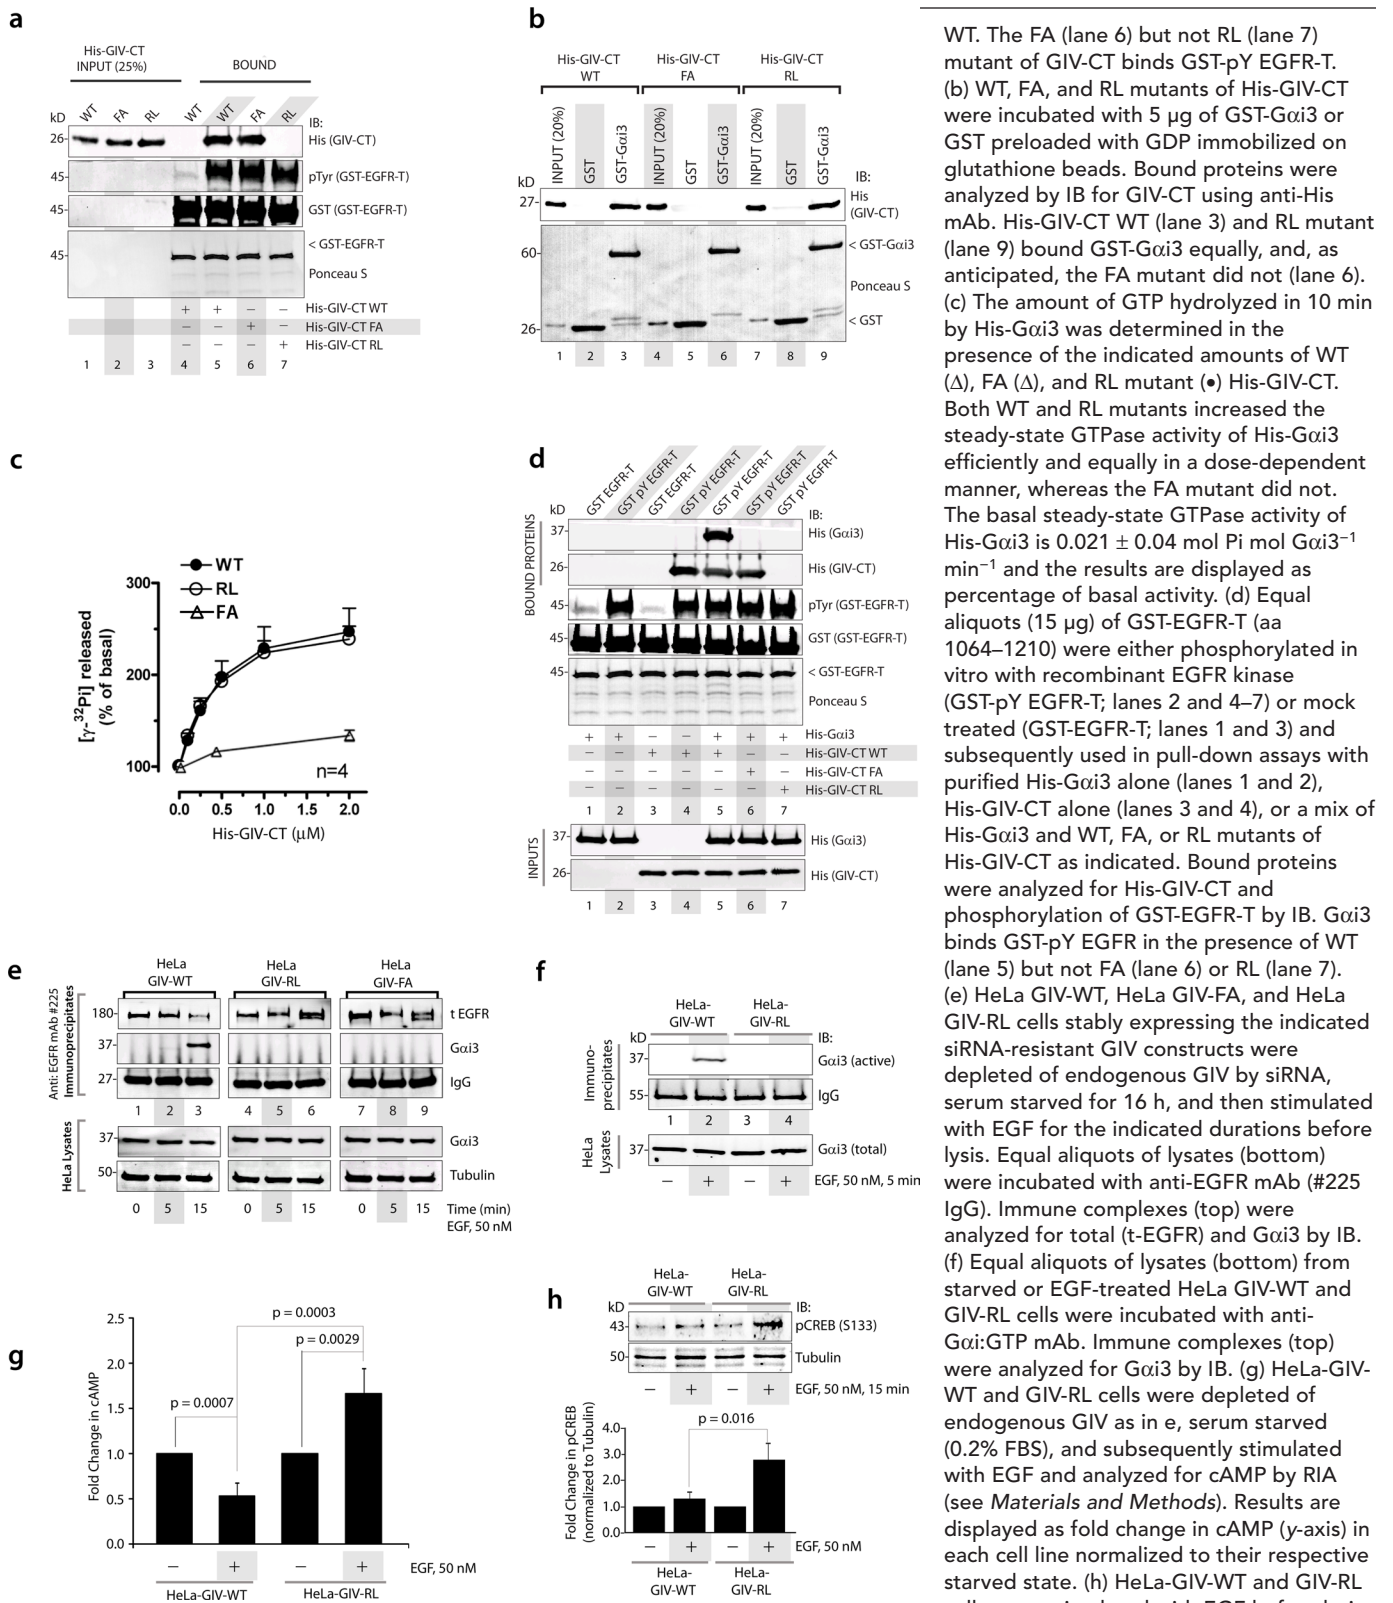 a
His-GIV-CT
INPUT (25%)
BOUND
kD
WT
FA
RL
WT
WT
FA
RL
IB:
26-
His (GIV-CT)
45-
pTyr (GST-EGFR-T)
45-
GST (GST-EGFR-T)
45-
< GST-EGFR-T
Ponceau S
+ + − − His-GIV-CT WT
− − + − His-GIV-CT FA
− − − + His-GIV-CT RL
1 2 3 4 5 6 7
b
His-GIV-CT
WT
His-GIV-CT
FA
His-GIV-CT
RL
kD
INPUT (20%)
GST
GST-Gαi3
INPUT (20%)
GST
GST-Gαi3
INPUT (20%)
GST
GST-Gαi3
IB:
27-
His
(GIV-CT)
60-
< GST-Gαi3
Ponceau S
26-
< GST
1 2 3 4 5 6 7 8 9
c
WT
RL
FA
[γ-³²Pi] released
(% of basal)
300
200
100
n=4
0.0 0.5 1.0 1.5 2.0
His-GIV-CT (μM)
d
GST EGFR-T
GST pY EGFR-T
GST EGFR-T
GST pY EGFR-T
GST pY EGFR-T
GST pY EGFR-T
GST pY EGFR-T
kD
IB:
BOUND PROTEINS
37-
His (Gαi3)
26-
His (GIV-CT)
45-
pTyr (GST-EGFR-T)
45-
GST (GST-EGFR-T)
45-
< GST-EGFR-T
Ponceau S
+ + − − + + + His-Gαi3
− − + + + − − His-GIV-CT WT
− − − − − + − His-GIV-CT FA
− − − − − − + His-GIV-CT RL
1 2 3 4 5 6 7
INPUTS
37-
His (Gαi3)
26-
His (GIV-CT)
1 2 3 4 5 6 7
e
HeLa
GIV-WT
HeLa
GIV-RL
HeLa
GIV-FA
Anti: EGFR mAb #225
Immunoprecipitates
180-
t EGFR
37-
Gαi3
27-
IgG
1 2 3 4 5 6 7 8 9
HeLa Lysates
37-
Gαi3
50-
Tubulin
0 5 15 0 5 15 0 5 15 Time (min)
EGF, 50 nM
f
HeLa-
GIV-WT
HeLa-
GIV-RL
kD
IB:
Immuno-
precipitates
37-
Gαi3 (active)
55-
IgG
1 2 3 4
HeLa
Lysates
37-
Gαi3 (total)
− + − + EGF, 50 nM, 5 min
g
Fold Change in cAMP
2.5
2.0
1.5
1.0
0.5
0.0
p = 0.0003
p = 0.0029
p = 0.0007
− + − + EGF, 50 nM
HeLa-GIV-WT HeLa-GIV-RL
h
HeLa-
GIV-WT
HeLa-
GIV-RL
kD
IB:
43-
pCREB (S133)
50-
Tubulin
− + − + EGF, 50 nM, 15 min
Fold Change in pCREB
(normalized to Tubulin)
p = 0.016
4.0
3.0
2.0
1.0
0.0
− + − + EGF, 50 nM
HeLa-
GIV-WT
HeLa-
GIV-RL
WT. The FA (lane 6) but not RL (lane 7)
mutant of GIV-CT binds GST-pY EGFR-T.
(b) WT, FA, and RL mutants of His-GIV-CT
were incubated with 5 μg of GST-Gαi3 or
GST preloaded with GDP immobilized on
glutathione beads. Bound proteins were
analyzed by IB for GIV-CT using anti-His
mAb. His-GIV-CT WT (lane 3) and RL mutant
(lane 9) bound GST-Gαi3 equally, and, as
anticipated, the FA mutant did not (lane 6).
(c) The amount of GTP hydrolyzed in 10 min
by His-Gαi3 was determined in the
presence of the indicated amounts of WT
(Δ), FA (Δ), and RL mutant (•) His-GIV-CT.
Both WT and RL mutants increased the
steady-state GTPase activity of His-Gαi3
efficiently and equally in a dose-dependent
manner, whereas the FA mutant did not.
The basal steady-state GTPase activity of
His-Gαi3 is 0.021 ± 0.04 mol Pi mol Gαi3⁻¹
min⁻¹ and the results are displayed as
percentage of basal activity. (d) Equal
aliquots (15 μg) of GST-EGFR-T (aa
1064–1210) were either phosphorylated in
vitro with recombinant EGFR kinase
(GST-pY EGFR-T; lanes 2 and 4–7) or mock
treated (GST-EGFR-T; lanes 1 and 3) and
subsequently used in pull-down assays with
purified His-Gαi3 alone (lanes 1 and 2),
His-GIV-CT alone (lanes 3 and 4), or a mix of
His-Gαi3 and WT, FA, or RL mutants of
His-GIV-CT as indicated. Bound proteins
were analyzed for His-GIV-CT and
phosphorylation of GST-EGFR-T by IB. Gαi3
binds GST-pY EGFR in the presence of WT
(lane 5) but not FA (lane 6) or RL (lane 7).
(e) HeLa GIV-WT, HeLa GIV-FA, and HeLa
GIV-RL cells stably expressing the indicated
siRNA-resistant GIV constructs were
depleted of endogenous GIV by siRNA,
serum starved for 16 h, and then stimulated
with EGF for the indicated durations before
lysis. Equal aliquots of lysates (bottom)
were incubated with anti-EGFR mAb (#225
IgG). Immune complexes (top) were
analyzed for total (t-EGFR) and Gαi3 by IB.
(f) Equal aliquots of lysates (bottom) from
starved or EGF-treated HeLa GIV-WT and
GIV-RL cells were incubated with anti-
Gαi:GTP mAb. Immune complexes (top)
were analyzed for Gαi3 by IB. (g) HeLa-GIV-
WT and GIV-RL cells were depleted of
endogenous GIV as in e, serum starved
(0.2% FBS), and subsequently stimulated
with EGF and analyzed for cAMP by RIA
(see Materials and Methods). Results are
displayed as fold change in cAMP (y-axis) in
each cell line normalized to their respective
starved state. (h) HeLa-GIV-WT and GIV-RL